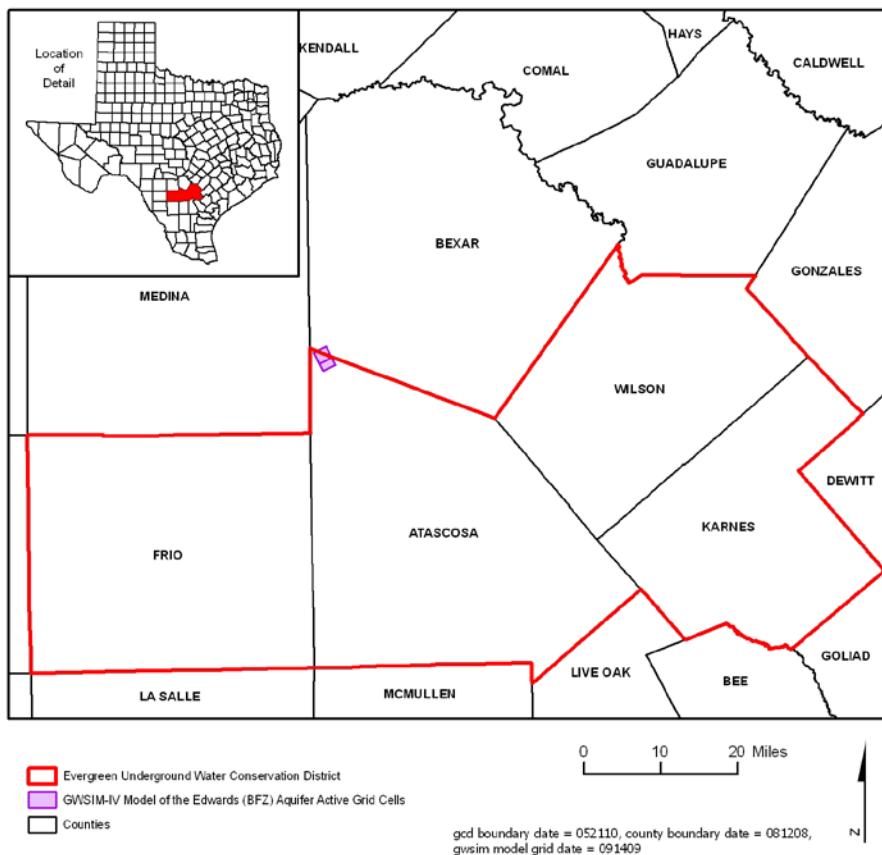 Location
of
Detail
KENDALL
HAYS
COMAL
CALDWELL
GUADALUPE
BEXAR
GONZALES
MEDINA
WILSON
DEWITT
ATASCOSA
KARNES
FRIO
GOLIAD
LIVE OAK
BEE
LA SALLE
MCMULLEN
0 10 20 Miles
Evergreen Underground Water Conservation District
GWSIM-IV Model of the Edwards (BFZ) Aquifer Active Grid Cells
Counties
N
gcd boundary date = 052110, county boundary date = 081208,
gwsim model grid date = 091409